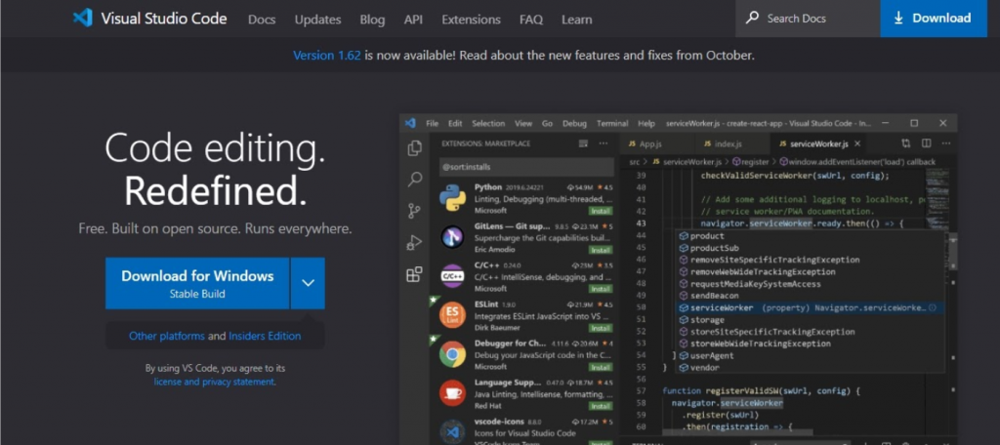 Visual Studio Code Docs Updates Blog API Extensions FAQ Learn Search Docs Download
Version 1.62 is now available! Read about the new features and fixes from October.
Code editing.
Redefined.
Free. Built on open source. Runs everywhere.
Download for Windows
Stable Build
Other platforms and Insiders Edition
By using VS Code, you agree to its
license and privacy statement.
File Edit Selection View Go Debug Terminal Help serviceWorker.js - create-react-app - Visual Studio Code - In...
EXTENSIONS: MARKETPLACE
@sort:installs
Python 2019.6.24221 54.9M 4.5
Linting, Debugging (multi-threaded, ...
Microsoft Install
GitLens — Git sup... 9.8.5 23.1M 5
Supercharge the Git capabilities buil...
Eric Amodio Install
C/C++ 0.24.0 23M 3.5
C/C++ IntelliSense, debugging, and ...
Microsoft Install
ESLint 1.9.0 21.9M 4.5
Integrates ESLint JavaScript into VS ...
Dirk Baeumer Install
Debugger for Ch... 4.11.6 20.6M 4
Debug your JavaScript code in the C...
Microsoft Install
Language Supp... 0.47.0 18.7M 4.5
Java Linting, Intellisense, formatting, ...
Red Hat Install
vscode-icons 8.8.0 17.2M 5
Icons for Visual Studio Code
VSCode Icons Team
JS App.js JS index.js JS serviceWorker.js
src > JS serviceWorker.js > register > window.addEventListener('load') callback
39 checkValidServiceWorker(swUrl, config);
40
41 // Add some additional logging to localhost, po
42 // service worker/PWA documentation.
43 navigator.serviceWorker.ready.then(() => {
44 product
45 productSub
46 removeSiteSpecificTrackingException
47 removeWebWideTrackingException
48 requestMediaKeySystemAccess
49 sendBeacon
50 serviceWorker (property) Navigator.serviceWorke...
51 storage
52 storeSiteSpecificTrackingException
53 storeWebWideTrackingException
54 } userAgent
55 } vendor
56
57 function registerValidSW(swUrl, config) {
58 navigator.serviceWorker
59 .register(swUrl)
60 .then(registration => {